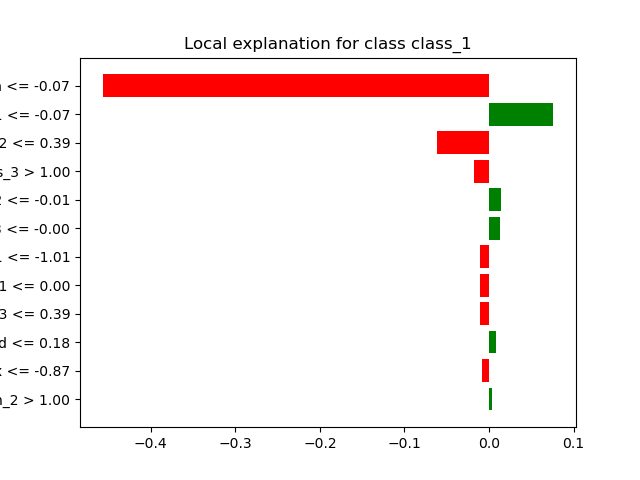 Local explanation for class class_1
<= -0.07
<= -0.07
2 <= 0.39
s_3 > 1.00
2 <= -0.01
<= -0.00
<= -1.01
1 <= 0.00
3 <= 0.39
d <= 0.18
<= -0.87
_2 > 1.00
−0.4 −0.3 −0.2 −0.1 0.0 0.1